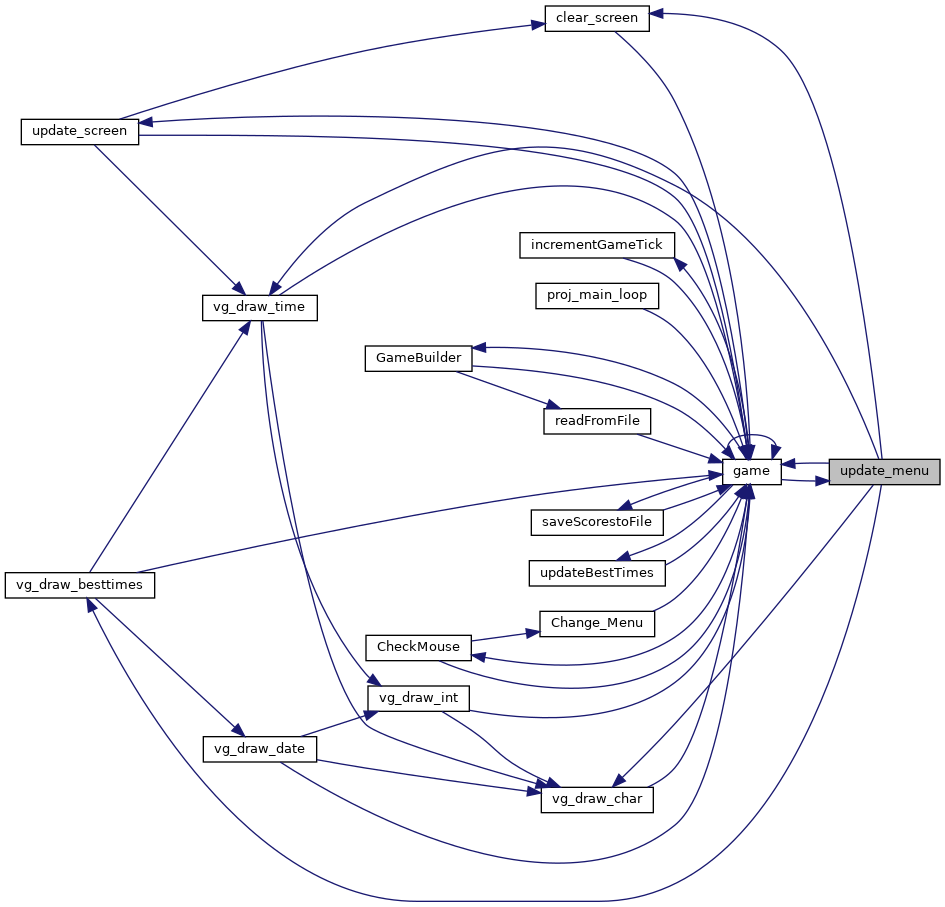 clear_screen
update_screen
incrementGameTick
proj_main_loop
vg_draw_time
GameBuilder
readFromFile
game
update_menu
saveScorestoFile
updateBestTimes
vg_draw_besttimes
Change_Menu
CheckMouse
vg_draw_int
vg_draw_date
vg_draw_char